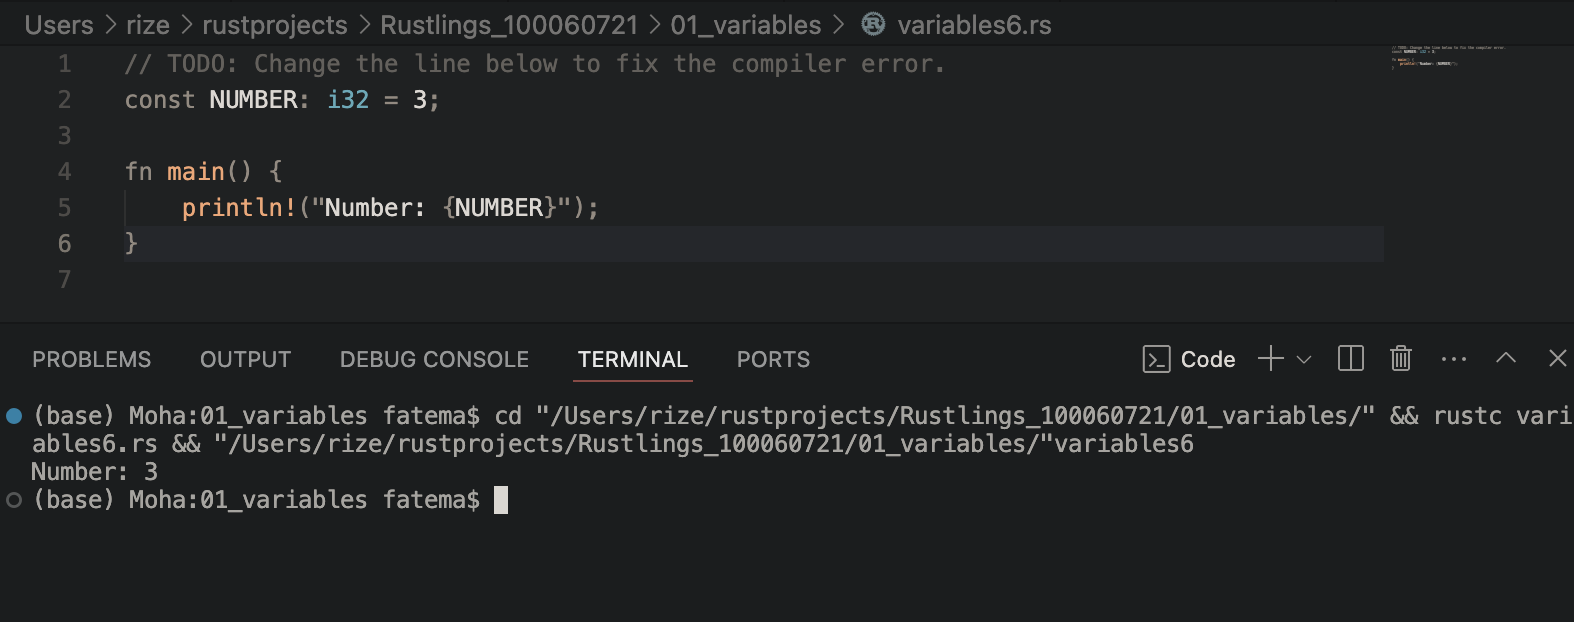 Users > rize > rustprojects > Rustlings_100060721 > 01_variables > variables6.rs
1 // TODO: Change the line below to fix the compiler error.
2 const NUMBER: i32 = 3;
3
4 fn main() {
5     println!("Number: {NUMBER}");
6 }
7
PROBLEMS OUTPUT DEBUG CONSOLE TERMINAL PORTS Code
(base) Moha:01_variables fatema$ cd "/Users/rize/rustprojects/Rustlings_100060721/01_variables/" && rustc vari
ables6.rs && "/Users/rize/rustprojects/Rustlings_100060721/01_variables/"variables6
Number: 3
(base) Moha:01_variables fatema$